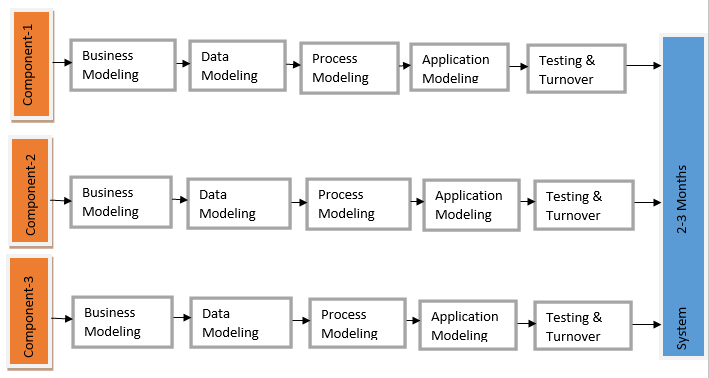 Component-1
Business
Modeling
Data
Modeling
Process
Modeling
Application
Modeling
Testing &
Turnover
Component-2
Business
Modeling
Data
Modeling
Process
Modeling
Application
Modeling
Testing &
Turnover
Component-3
Business
Modeling
Data
Modeling
Process
Modeling
Application
Modeling
Testing &
Turnover
System 2-3 Months